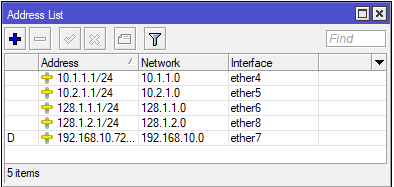 Address List
Find
Address Network Interface
10.1.1.1/24 10.1.1.0 ether4
10.2.1.1/24 10.2.1.0 ether5
128.1.1.1/24 128.1.1.0 ether6
128.1.2.1/24 128.1.2.0 ether8
D 192.168.10.72... 192.168.10.0 ether7
5 items